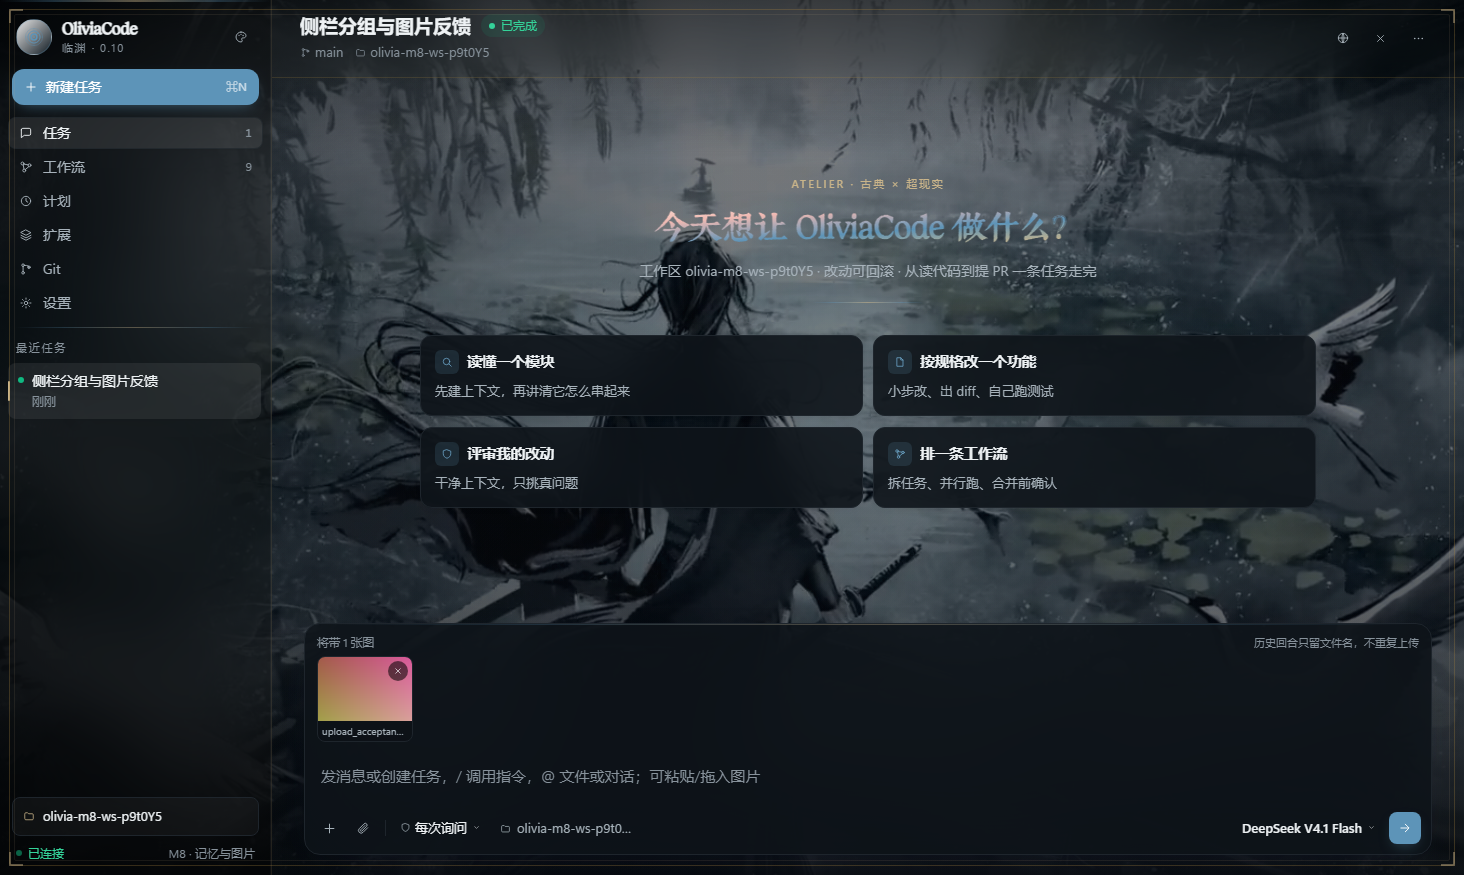 OliviaCode
临渊 · 0.10
新建任务 ⌘N
任务 1
工作流 9
计划
扩展
Git
设置
最近任务
侧栏分组与图片反馈
刚刚
olivia-m8-ws-p9t0Y5
已连接 M8 · 记忆与图片
侧栏分组与图片反馈 已完成
main olivia-m8-ws-p9t0Y5
ATELIER · 古典 × 超现实
今天想让 OliviaCode 做什么？
工作区 olivia-m8-ws-p9t0Y5 · 改动可回滚 · 从读代码到提 PR 一条任务走完
读懂一个模块
先建上下文，再讲清它怎么串起来
按规格改一个功能
小步改、出 diff、自己跑测试
评审我的改动
干净上下文，只挑真问题
排一条工作流
拆任务、并行跑、合并前确认
将带 1 张图 历史回合只留文件名，不重复上传
upload_acceptan...
发消息或创建任务，/ 调用指令，@ 文件或对话；可粘贴/拖入图片
每次询问 olivia-m8-ws-p9t0... DeepSeek V4.1 Flash